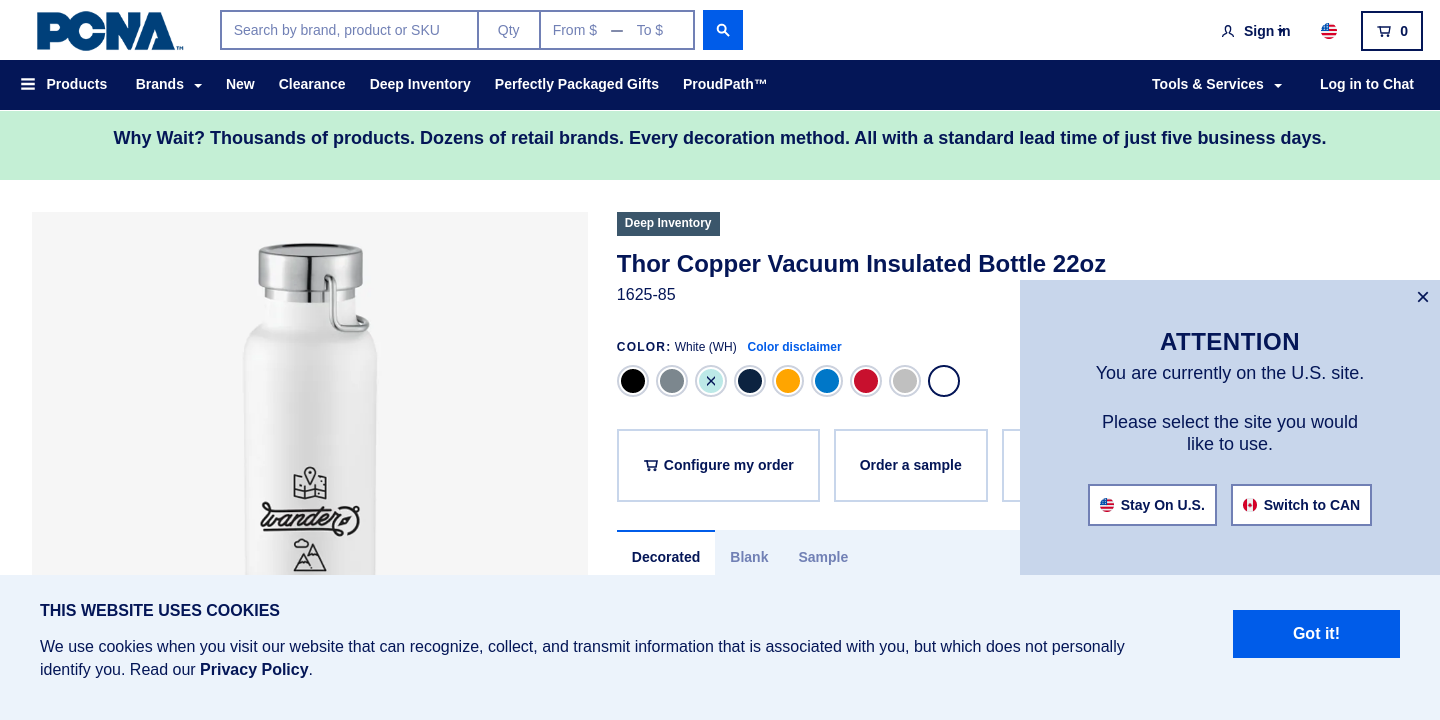 PCNA™
Search by brand, product or SKU
Qty
From $ — To $
Sign in
0
Products
Brands
New
Clearance
Deep Inventory
Perfectly Packaged Gifts
ProudPath™
Tools & Services
Log in to Chat
Why Wait? Thousands of products. Dozens of retail brands. Every decoration method. All with a standard lead time of just five business days.
wander
Deep Inventory
Thor Copper Vacuum Insulated Bottle 22oz
1625-85
COLOR: White (WH) Color disclaimer
Configure my order
Order a sample
Decorated
Blank
Sample
×
ATTENTION
You are currently on the U.S. site.
Please select the site you would
like to use.
Stay On U.S.
Switch to CAN
THIS WEBSITE USES COOKIES
We use cookies when you visit our website that can recognize, collect, and transmit information that is associated with you, but which does not personally
identify you. Read our Privacy Policy.
Got it!